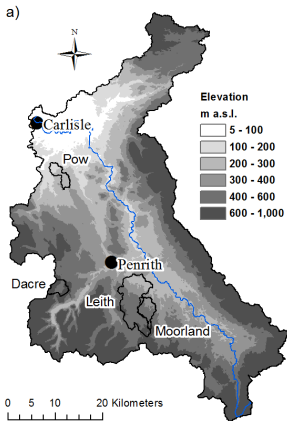 a)
N
Carlisle
Pow
Elevation
m a.s.l.
5 - 100
100 - 200
200 - 300
300 - 400
400 - 600
600 - 1,000
Penrith
Dacre
Leith
Moorland
0 5 10 20 Kilometers